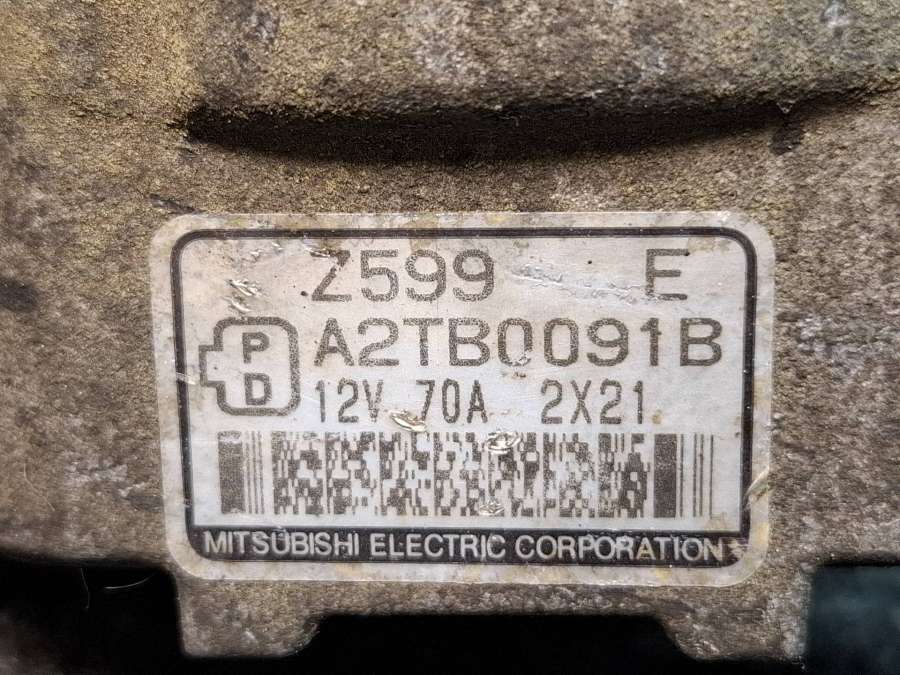 Z599 E
A2TB0091B
P
D
12V 70A 2X21
MITSUBISHI ELECTRIC CORPORATION